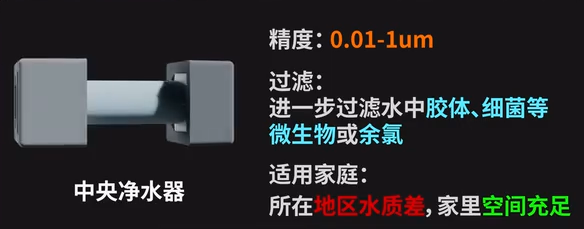 精度：0.01-1um
过滤：
进一步过滤水中胶体、细菌等
微生物或余氯
中央净水器
适用家庭：
所在地区水质差，家里空间充足